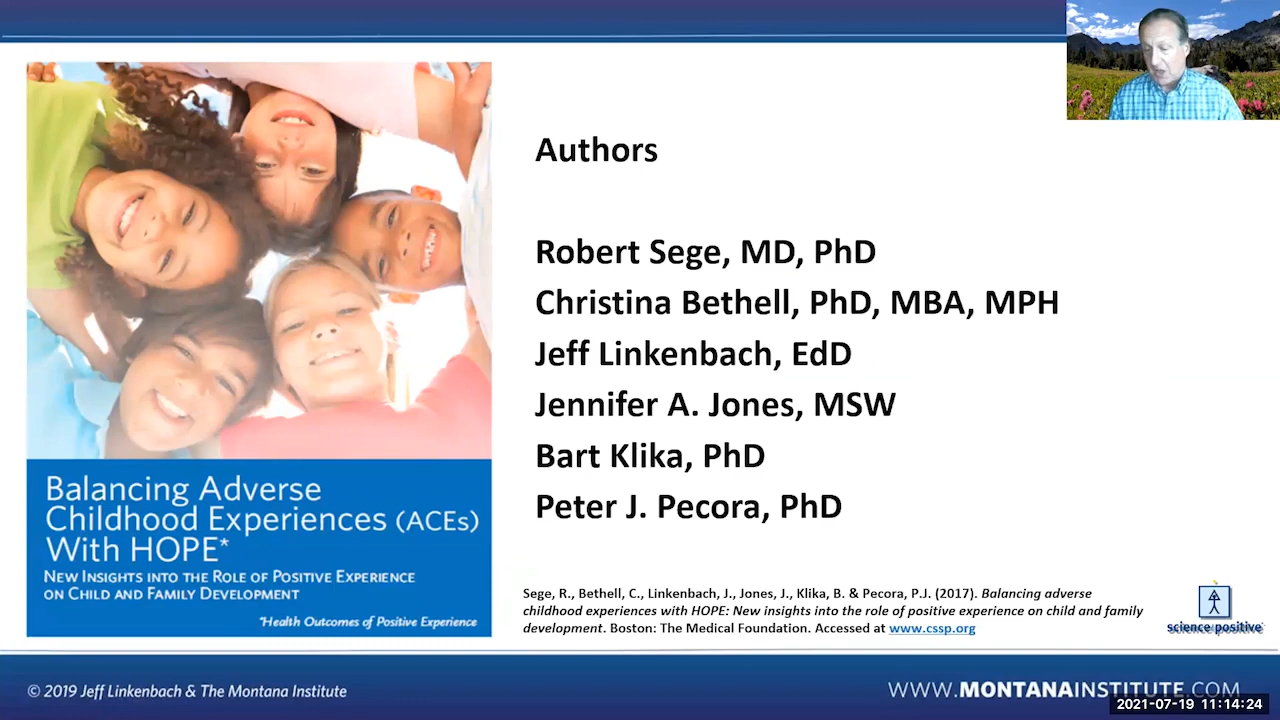 Authors
Robert Sege, MD, PhD
Christina Bethell, PhD, MBA, MPH
Jeff Linkenbach, EdD
Jennifer A. Jones, MSW
Bart Klika, PhD
Peter J. Pecora, PhD
Balancing Adverse
Childhood Experiences (ACEs)
With HOPE*
New Insights into the Role of Positive Experience
on Child and Family Development
*Health Outcomes of Positive Experience
Sege, R., Bethell, C., Linkenbach, J., Jones, J., Klika, B. & Pecora, P.J. (2017). Balancing adverse
childhood experiences with HOPE: New insights into the role of positive experience on child and family
development. Boston: The Medical Foundation. Accessed at www.cssp.org
science positive
© 2019 Jeff Linkenbach & The Montana Institute
WWW.MONTANAINSTITUTE.COM
2021-07-19 11:14:24